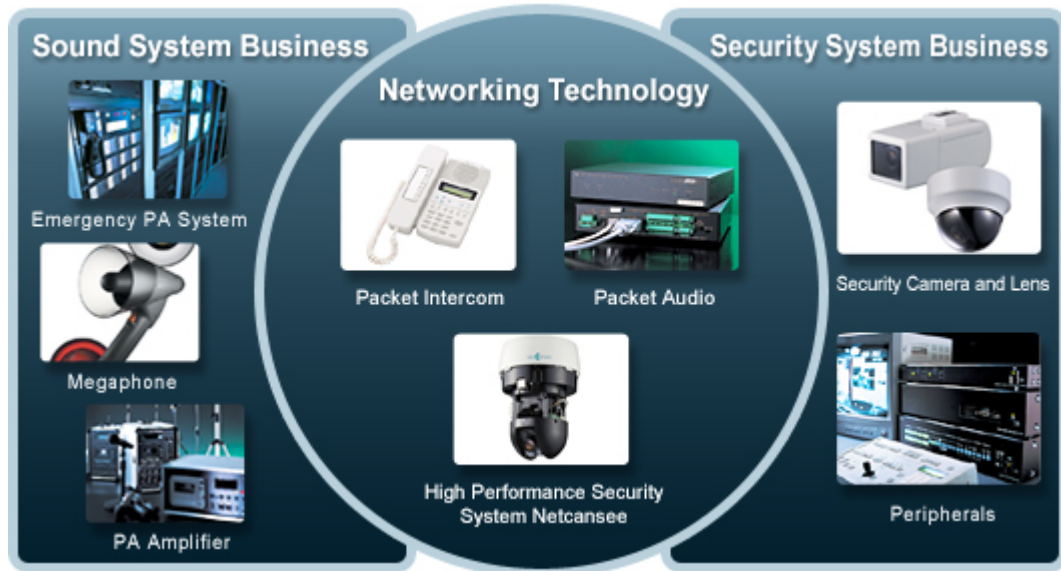 Sound System Business
Emergency PA System
Megaphone
PA Amplifier
Networking Technology
Packet Intercom
Packet Audio
High Performance Security
System Netcansee
Security System Business
Security Camera and Lens
Peripherals